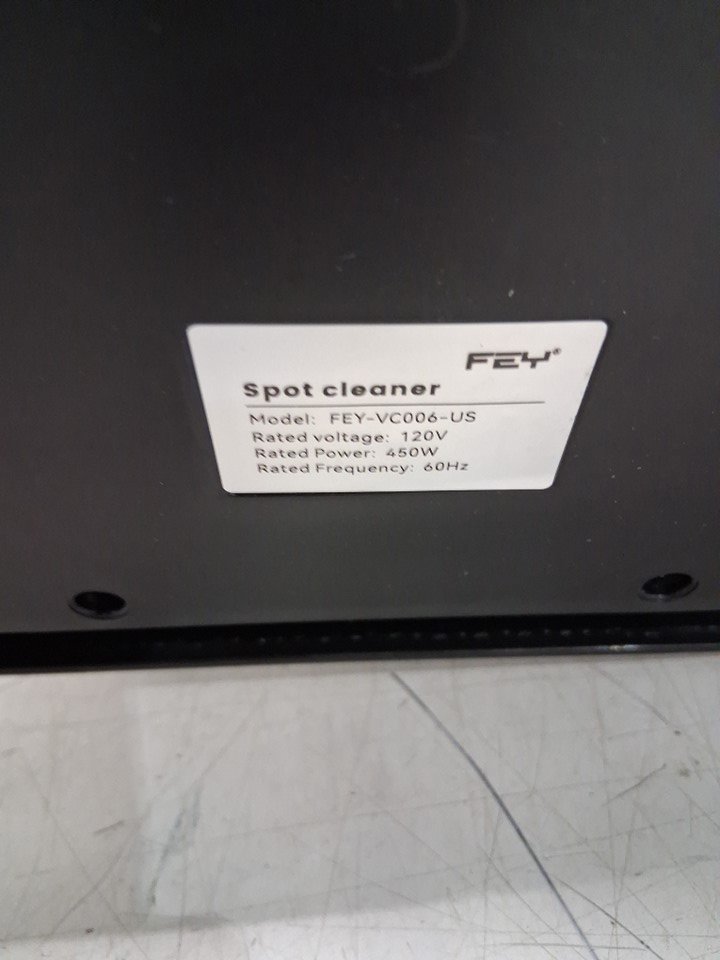 FEY®
Spot cleaner
Model: FEY-VC006-US
Rated voltage: 120V
Rated Power: 450W
Rated Frequency: 60Hz